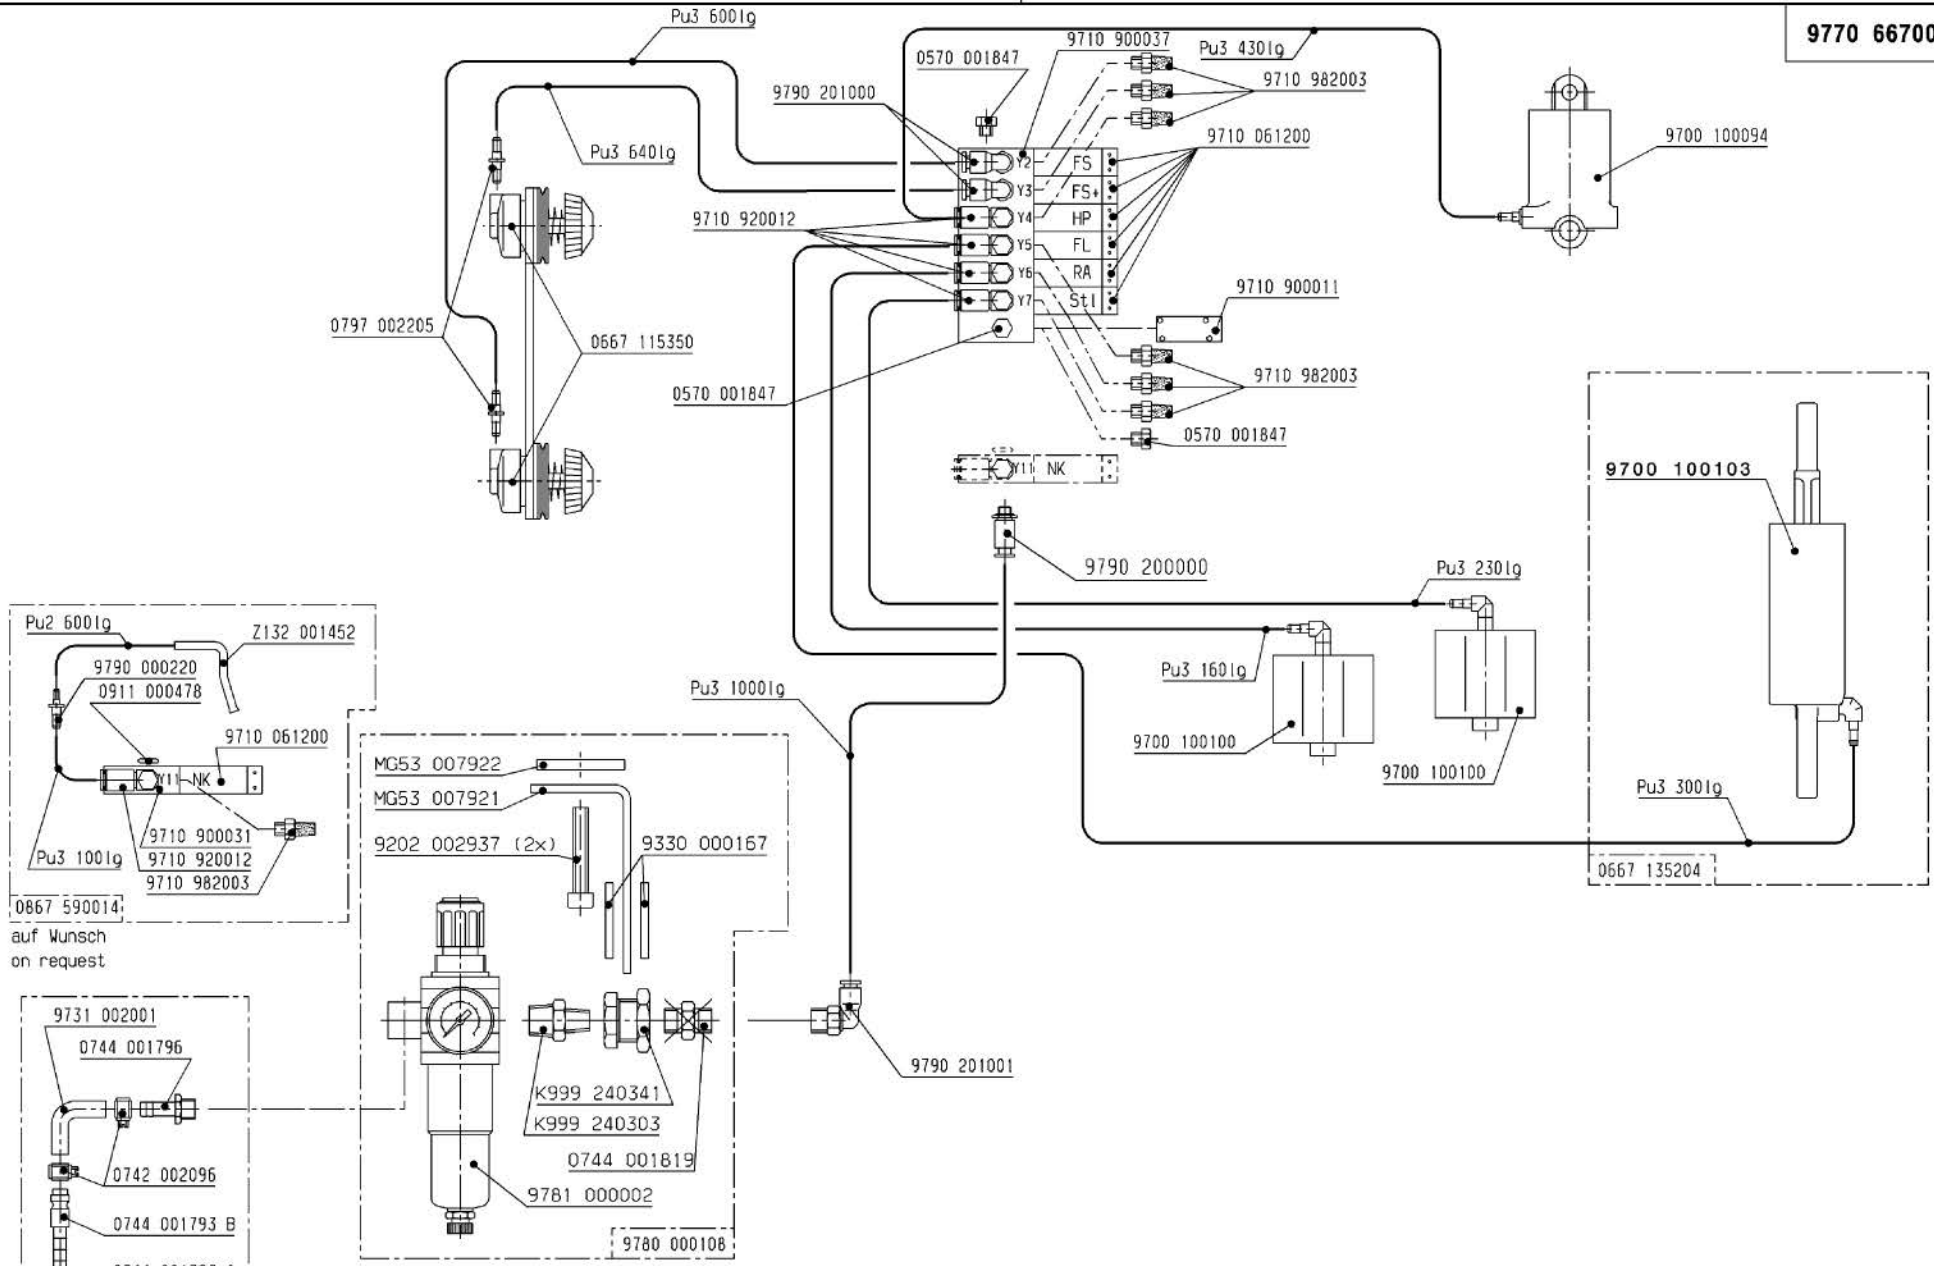 Pu3 600lg
9770 66700
0570 001847
9710 900037
Pu3 430lg
9710 982003
9790 201000
9710 061200
9700 100094
Pu3 640lg
Y2 FS
Y3 FS+
Y4 HP
Y5 FL
Y6 RA
Y7 Stl
9710 920012
9710 900011
0797 002205
0667 115350
0570 001847
9710 982003
0570 001847
Y11 NK
9700 100103
9790 200000
Pu3 230lg
Pu2 600lg
Z132 001452
9790 000220
0911 000478
9710 061200
Y11 NK
9710 900031
Pu3 100lg
9710 920012
9710 982003
0867 590014
auf Wunsch
on request
Pu3 1000lg
Pu3 160lg
9700 100100
9700 100100
Pu3 300lg
0667 135204
MG53 007922
MG53 007921
9202 002937 (2x)
9330 000167
K999 240341
K999 240303
0744 001819
9781 000002
9780 000108
9790 201001
9731 002001
0744 001796
0742 002096
0744 001793 B